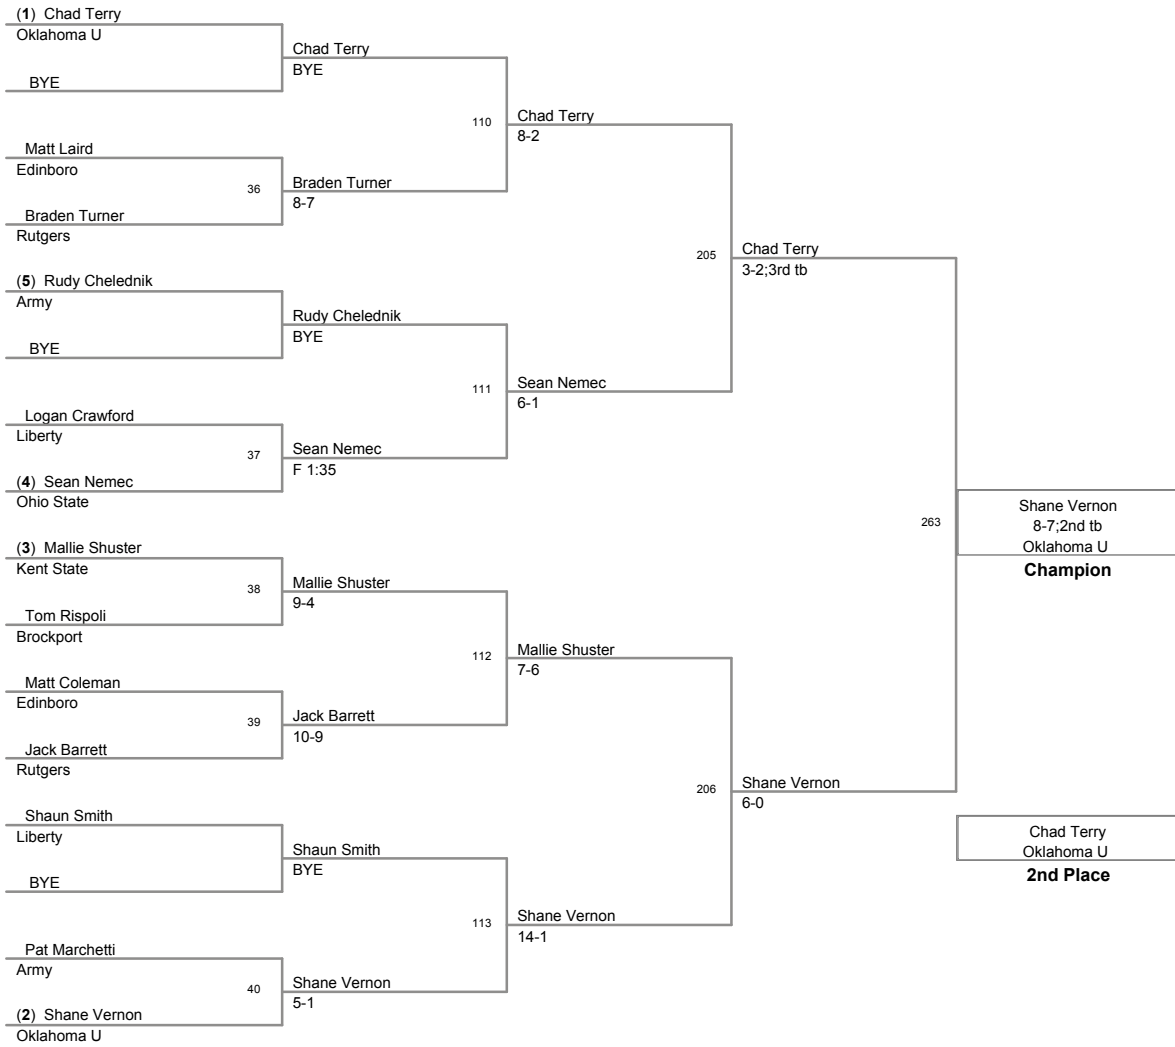 (1) Chad Terry
Oklahoma U
BYE
Matt Laird
Edinboro
36
Braden Turner
Rutgers
(5) Rudy Chelednik
Army
BYE
Logan Crawford
Liberty
37
(4) Sean Nemec
Ohio State
(3) Mallie Shuster
Kent State
38
Tom Rispoli
Brockport
Matt Coleman
Edinboro
39
Jack Barrett
Rutgers
Shaun Smith
Liberty
BYE
Pat Marchetti
Army
40
(2) Shane Vernon
Oklahoma U
Chad Terry
BYE
110
Braden Turner
8-7
Rudy Chelednik
BYE
111
Sean Nemec
F 1:35
Mallie Shuster
9-4
112
Jack Barrett
10-9
Shaun Smith
BYE
113
Shane Vernon
5-1
Chad Terry
8-2
205
Sean Nemec
6-1
Mallie Shuster
7-6
206
Shane Vernon
14-1
Chad Terry
3-2;3rd tb
263
Shane Vernon
6-0
Shane Vernon
8-7;2nd tb
Oklahoma U
Champion
Chad Terry
Oklahoma U
2nd Place